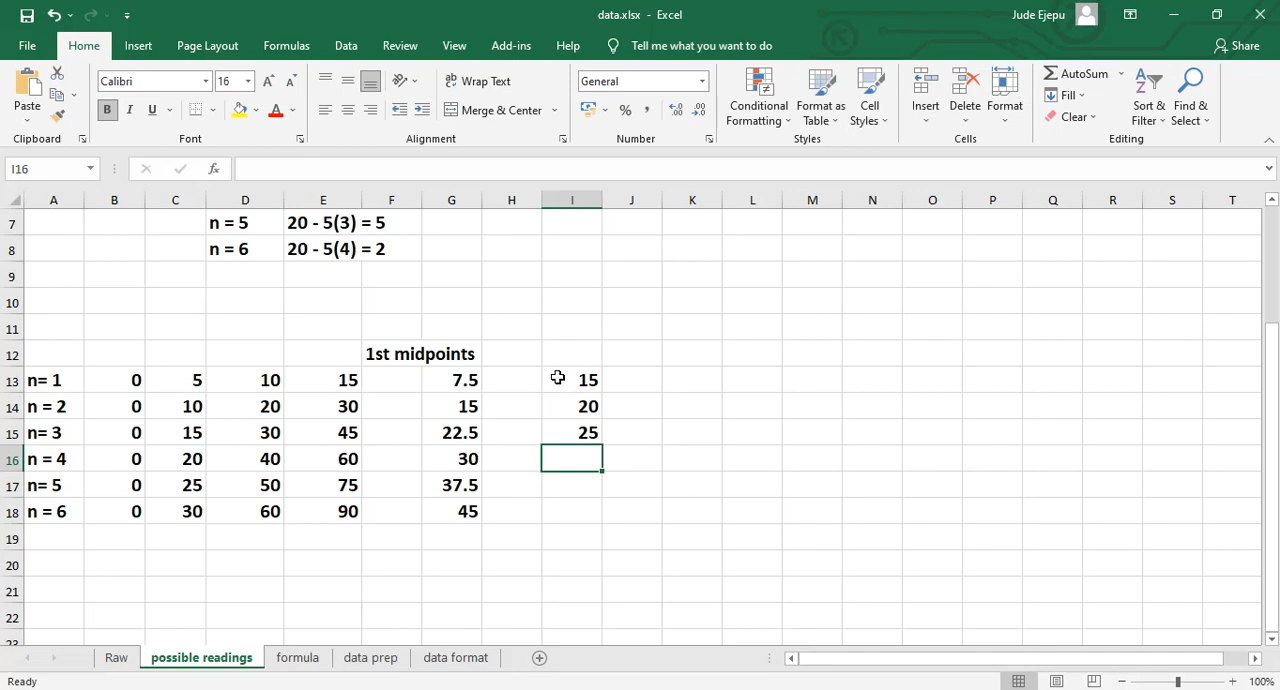 data.xlsx - Excel
Jude Ejepu
File Home Insert Page Layout Formulas Data Review View Add-ins Help Tell me what you want to do Share
Paste
Clipboard
Calibri 16
B I U
Font
Wrap Text
Merge & Center
Alignment
General
Number
Conditional Formatting
Format as Table
Cell Styles
Styles
Insert Delete Format
Cells
AutoSum
Fill
Clear
Sort & Filter
Find & Select
Editing
I16 fx
A B C D E F G H I J K L M N O P Q R S T
7 n = 5 20 - 5(3) = 5
8 n = 6 20 - 5(4) = 2
9
10
11
12 1st midpoints
13 n= 1 0 5 10 15 7.5 15
14 n = 2 0 10 20 30 15 20
15 n= 3 0 15 30 45 22.5 25
16 n = 4 0 20 40 60 30
17 n= 5 0 25 50 75 37.5
18 n = 6 0 30 60 90 45
19
20
21
22
23
Raw possible readings formula data prep data format
Ready 100%